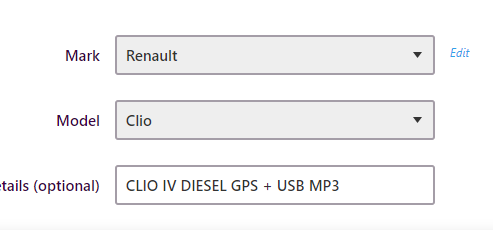 Mark Renault Edit
Model Clio
etails (optional) CLIO IV DIESEL GPS + USB MP3